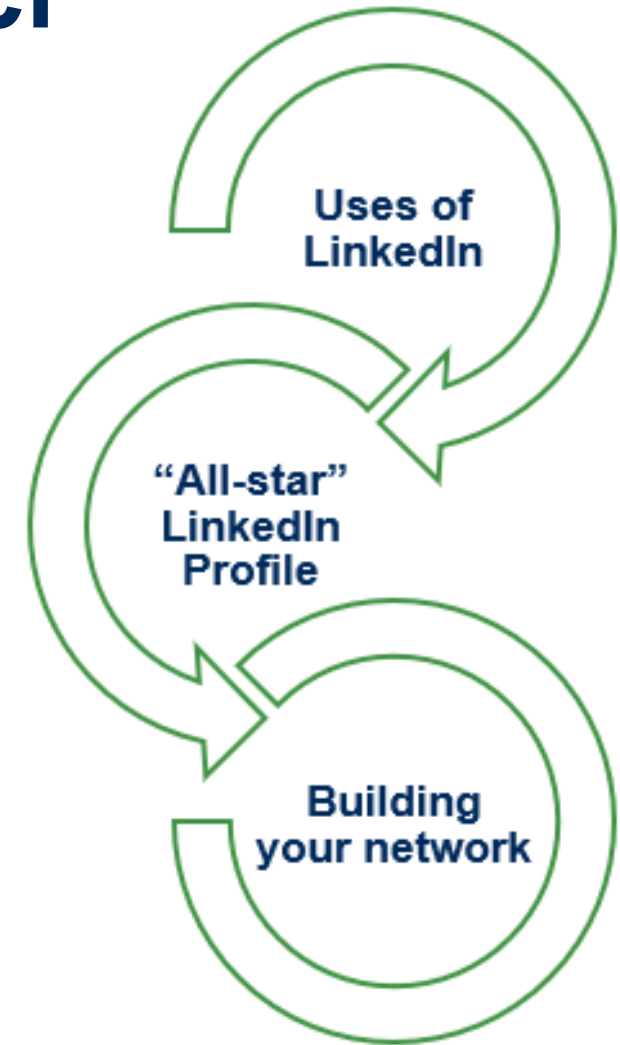 Uses of
LinkedIn
“All-star”
LinkedIn
Profile
Building
your network